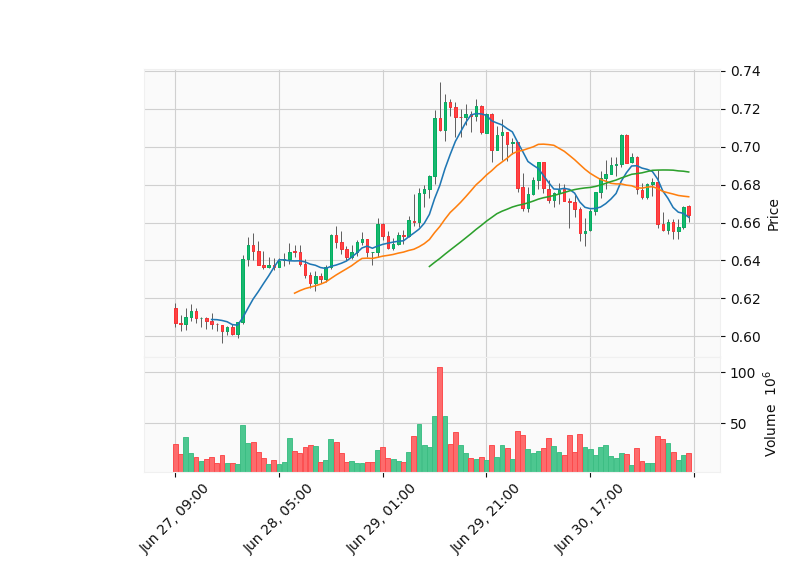 0.74
0.72
0.70
0.68
0.66
0.64
0.62
0.60
Price
100
50
Volume 10^6
Jun 27, 09:00
Jun 28, 05:00
Jun 29, 01:00
Jun 29, 21:00
Jun 30, 17:00